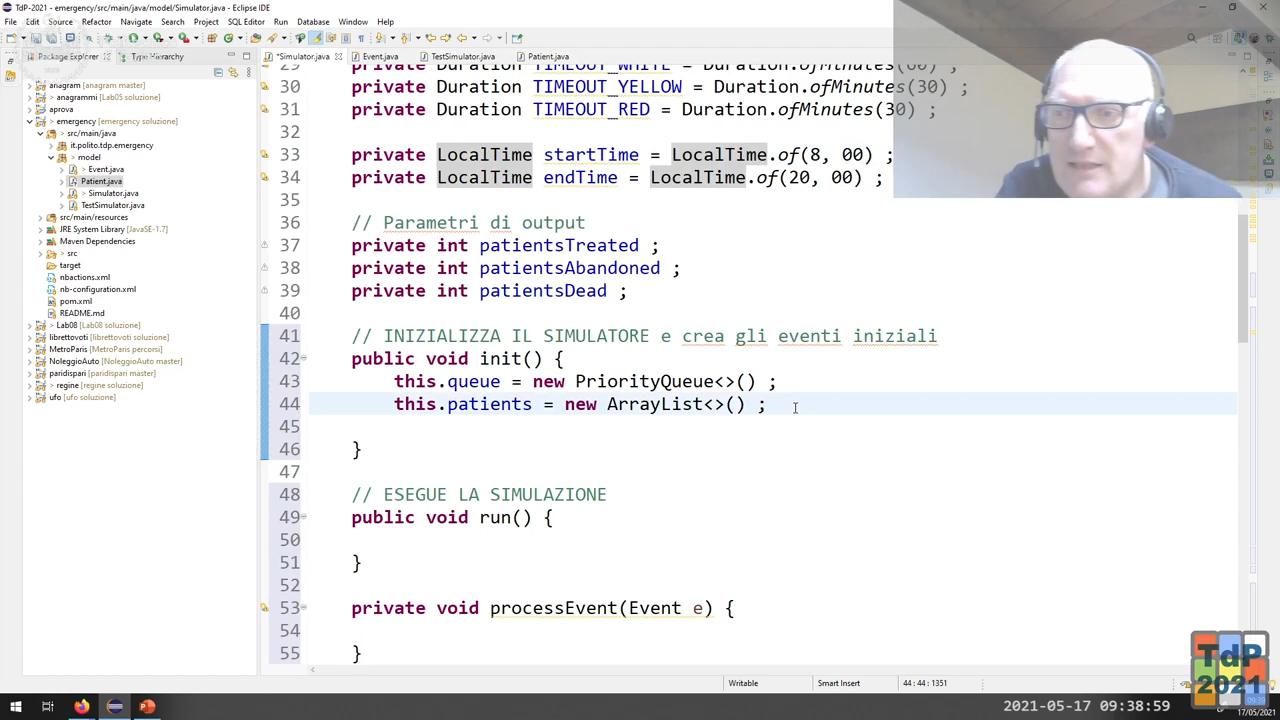 TdP-2021 - emergency/src/main/java/model/Simulator.java - Eclipse IDE
File Edit Source Refactor Navigate Search Project SQL Editor Run Database Window Help
Package Explorer Type Hierarchy
*Simulator.java Event.java TestSimulator.java Patient.java
anagram [anagram master]
> anagrammi [Lab05 soluzione]
aprova
> emergency [emergency soluzione]
> src/main/java
> it.polito.tdp.emergency
> model
> Event.java
Patient.java
> Simulator.java
TestSimulator.java
src/main/resources
JRE System Library [JavaSE-1.7]
Maven Dependencies
> src
target
nbactions.xml
nb-configuration.xml
pom.xml
README.md
> Lab08 [Lab08 soluzione]
librettovoti [librettovoti soluzione]
MetroParis [MetroParis percorsi]
NoleggioAuto [NoleggioAuto master]
paridispari [paridispari master]
> regine [regine soluzione]
ufo [ufo soluzione]
29 private Duration TIMEOUT_WHITE = Duration.ofMinutes(60) ;
30 private Duration TIMEOUT_YELLOW = Duration.ofMinutes(30) ;
31 private Duration TIMEOUT_RED = Duration.ofMinutes(30) ;
32
33 private LocalTime startTime = LocalTime.of(8, 00) ;
34 private LocalTime endTime = LocalTime.of(20, 00) ;
35
36 // Parametri di output
37 private int patientsTreated ;
38 private int patientsAbandoned ;
39 private int patientsDead ;
40
41 // INIZIALIZZA IL SIMULATORE e crea gli eventi iniziali
42 public void init() {
43 this.queue = new PriorityQueue<>() ;
44 this.patients = new ArrayList<>() ;
45
46 }
47
48 // ESEGUE LA SIMULAZIONE
49 public void run() {
50
51 }
52
53 private void processEvent(Event e) {
54
55 }
Writable Smart Insert 44 : 44 : 1351
TdP
2021
2021-05-17 09:38:59
17/05/2021